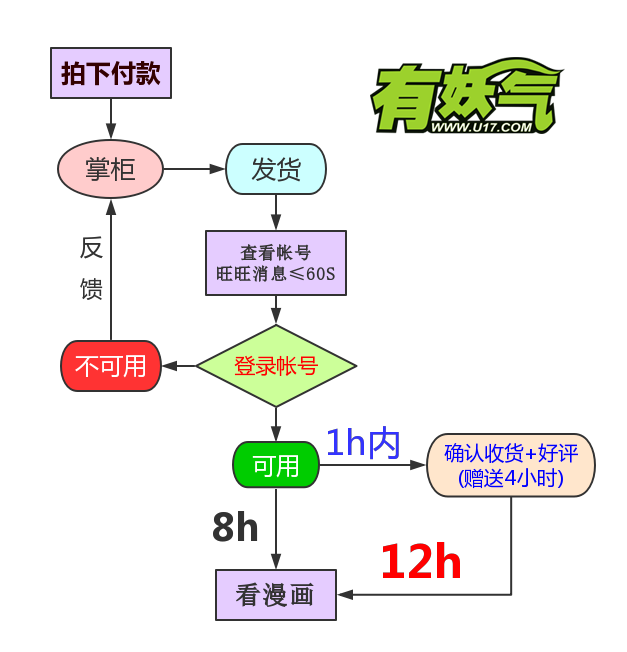 拍下付款
有妖气
WWW.U17.COM
掌柜
发货
反
馈
查看帐号
旺旺消息≤60S
不可用
登录帐号
可用
1h内
确认收货+好评
(赠送4小时)
8h
12h
看漫画